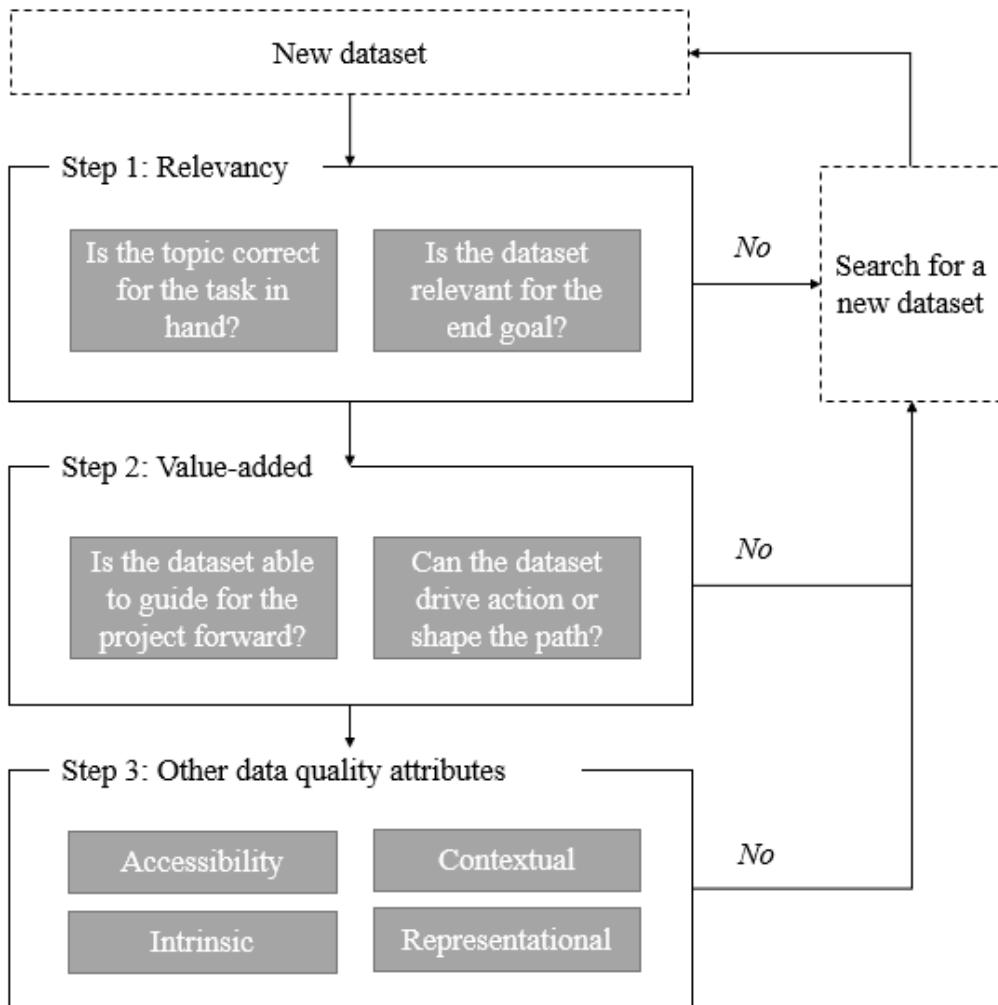 New dataset
Step 1: Relevancy
Is the topic correct
for the task in
hand?
Is the dataset
relevant for the
end goal?
No
Search for a
new dataset
Step 2: Value-added
Is the dataset able
to guide for the
project forward?
Can the dataset
drive action or
shape the path?
No
Step 3: Other data quality attributes
Accessibility
Contextual
Intrinsic
Representational
No